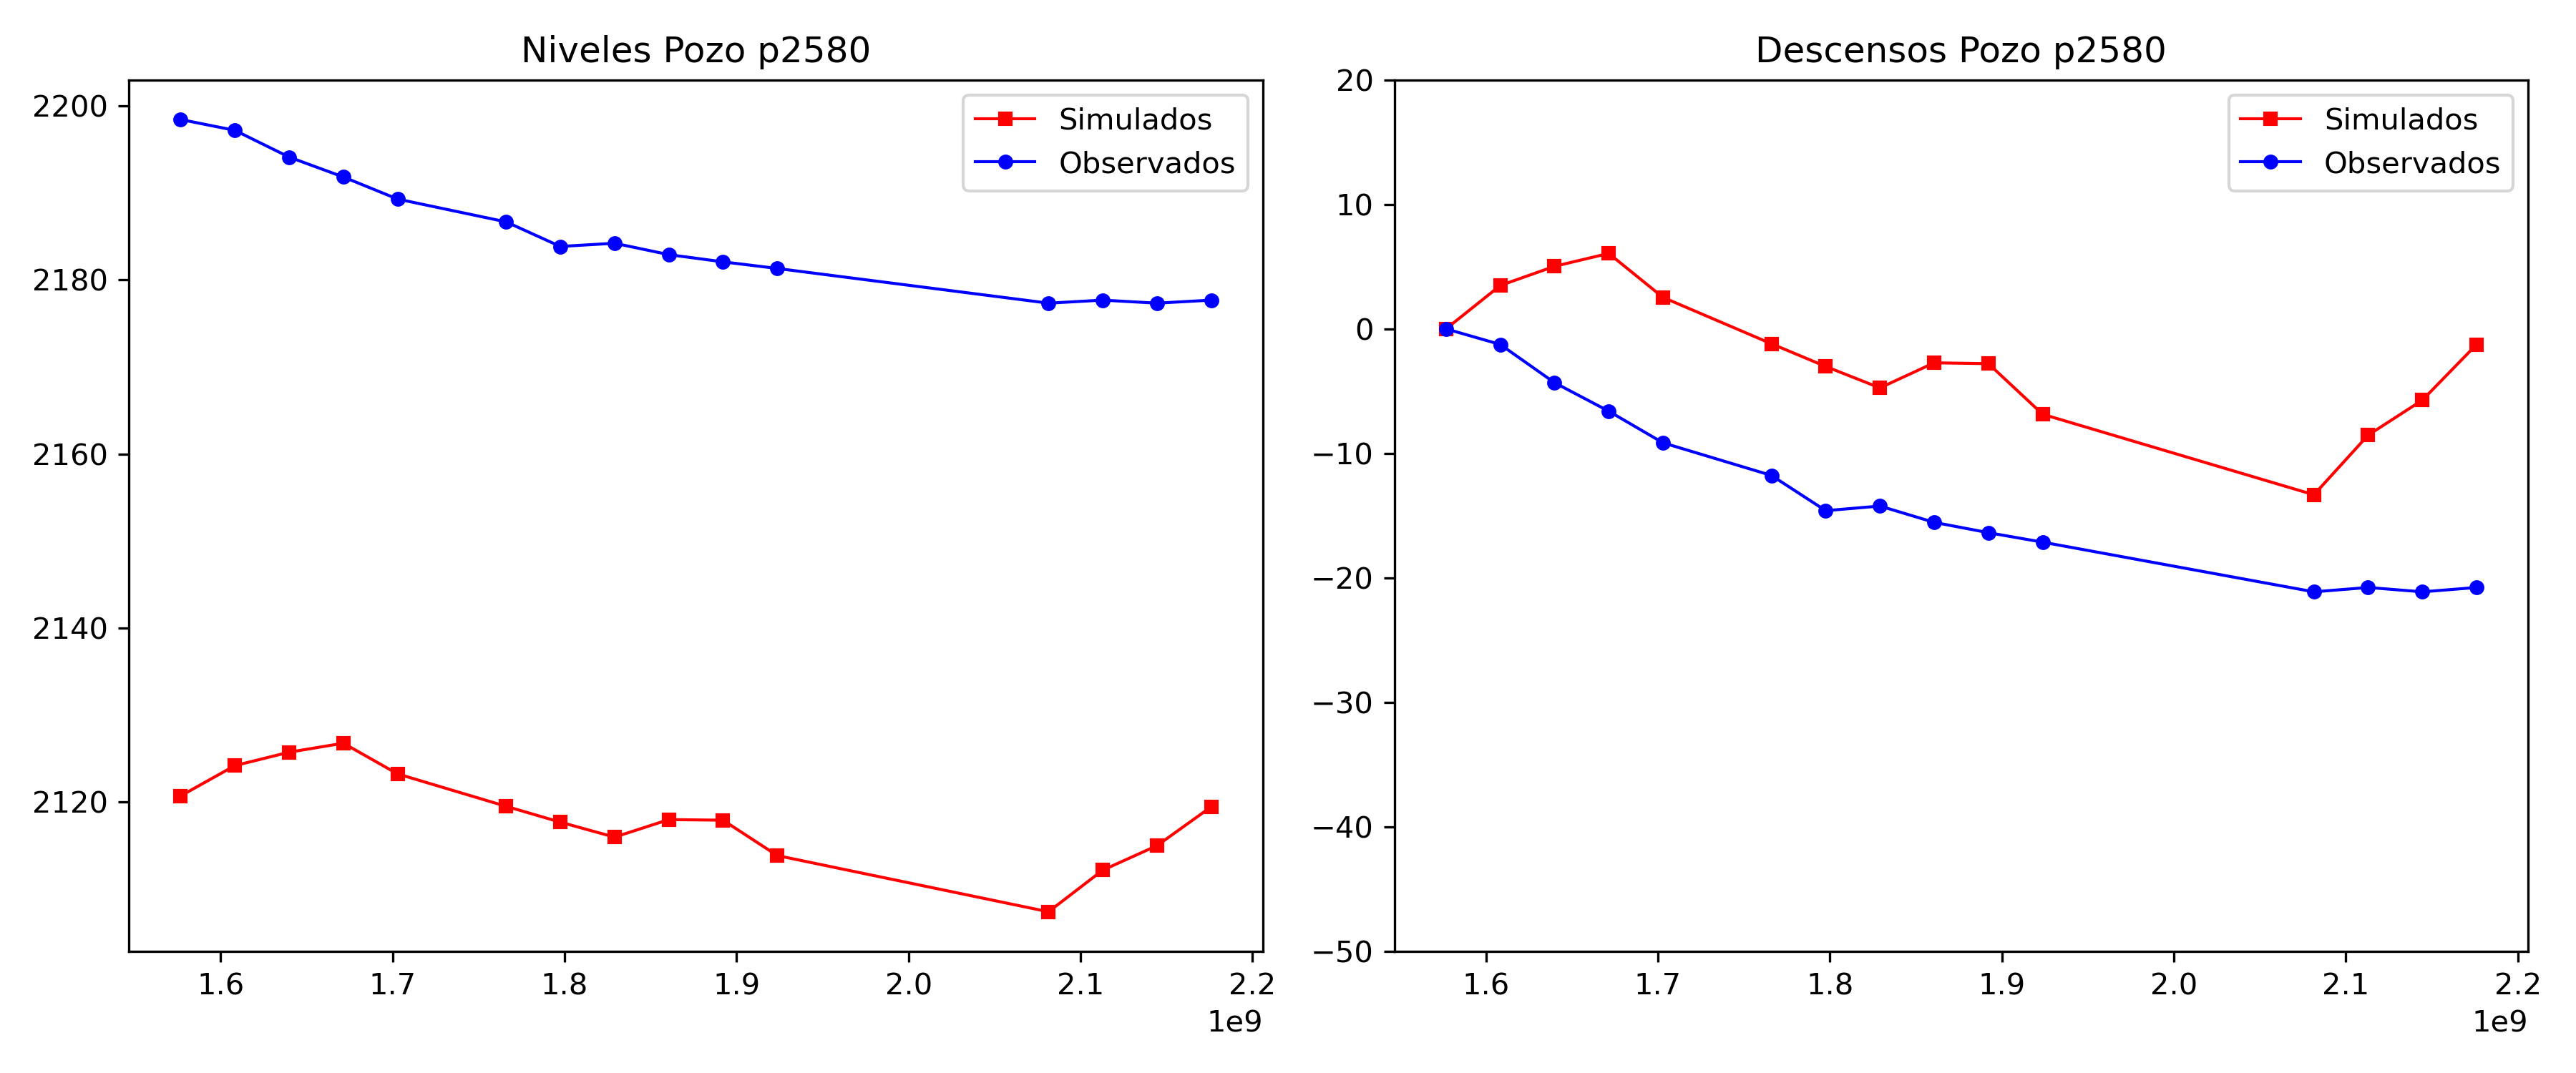 Niveles Pozo p2580
2200
2180
2160
2140
2120
1.6 1.7 1.8 1.9 2.0 2.1 2.2
1e9
Simulados
Observados
Descensos Pozo p2580
20
10
0
−10
−20
−30
−40
−50
1.6 1.7 1.8 1.9 2.0 2.1 2.2
1e9
Simulados
Observados